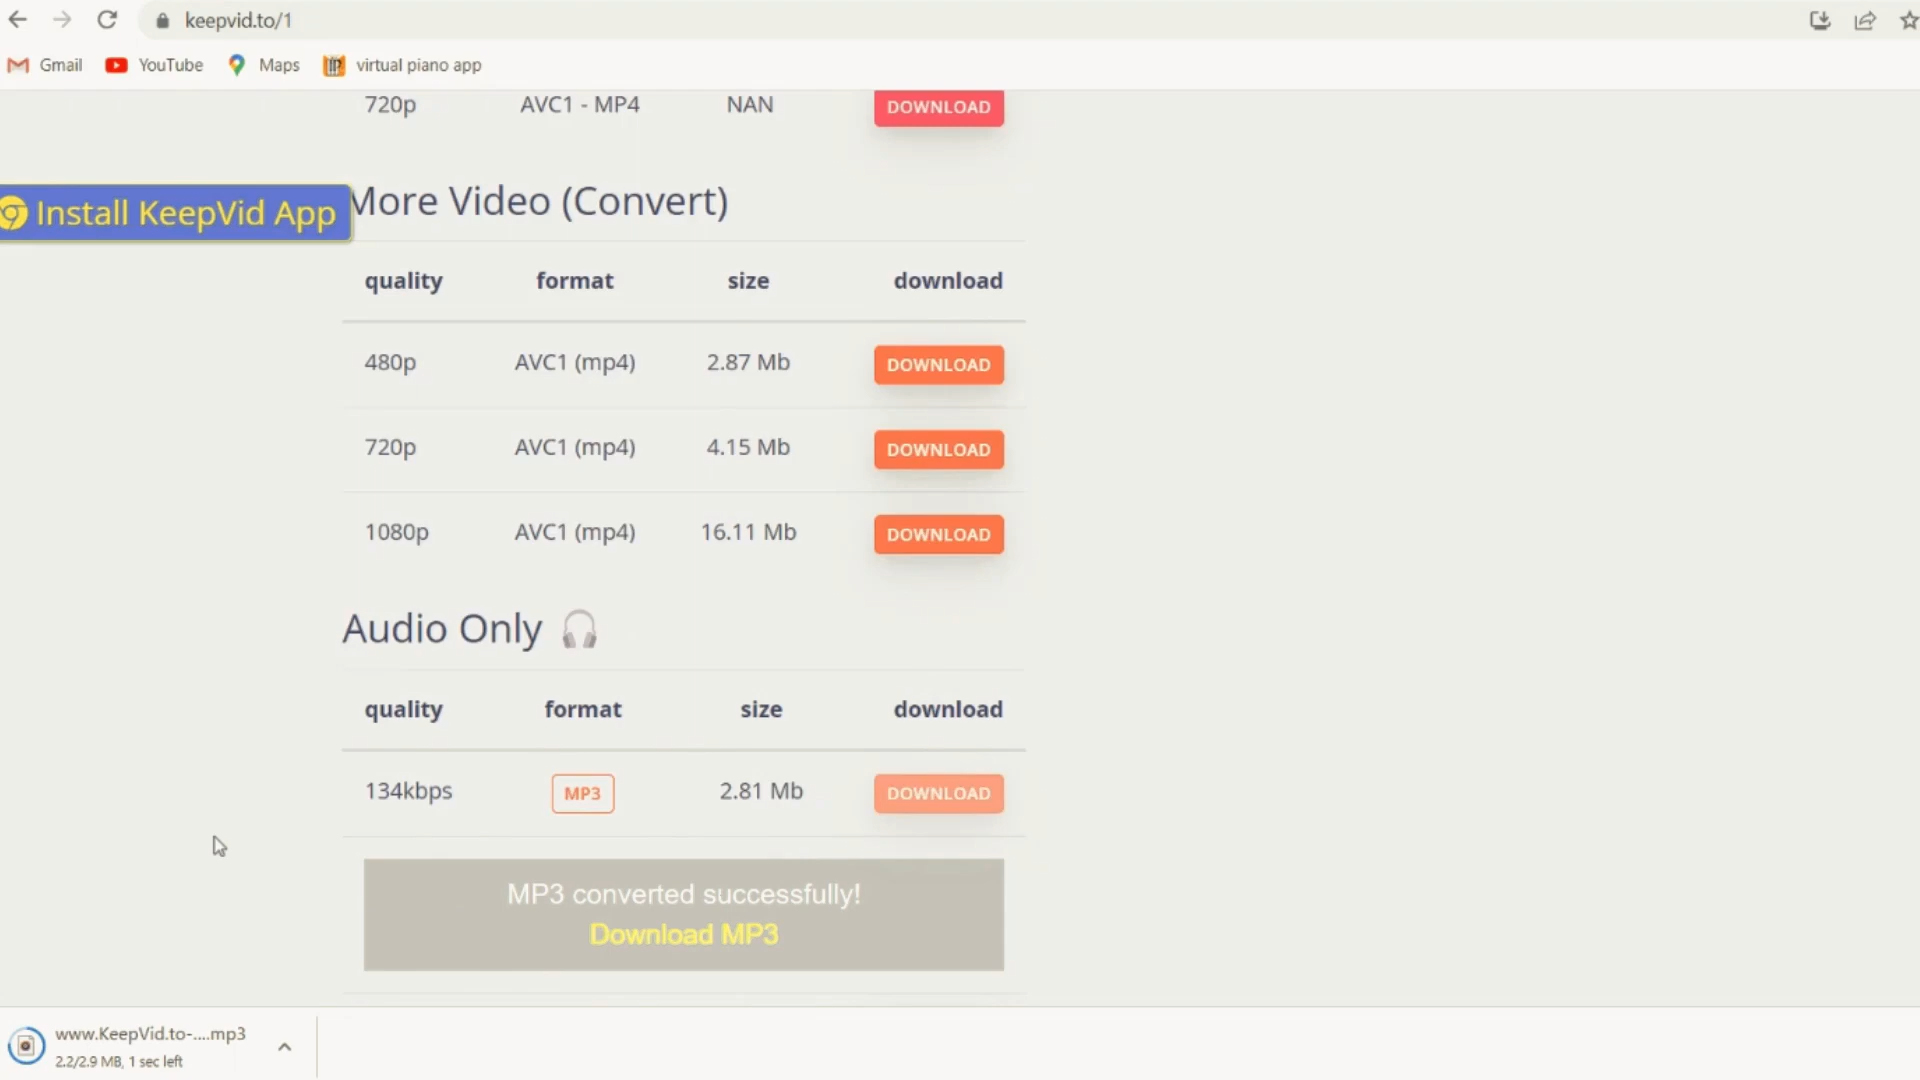 keepvid.to/1
Gmail YouTube Maps virtual piano app
720p AVC1 - MP4 NAN DOWNLOAD
Install KeepVid App
More Video (Convert)
quality format size download
480p AVC1 (mp4) 2.87 Mb DOWNLOAD
720p AVC1 (mp4) 4.15 Mb DOWNLOAD
1080p AVC1 (mp4) 16.11 Mb DOWNLOAD
Audio Only
quality format size download
134kbps MP3 2.81 Mb DOWNLOAD
MP3 converted successfully!
Download MP3
www.KeepVid.to-....mp3
2.2/2.9 MB, 1 sec left